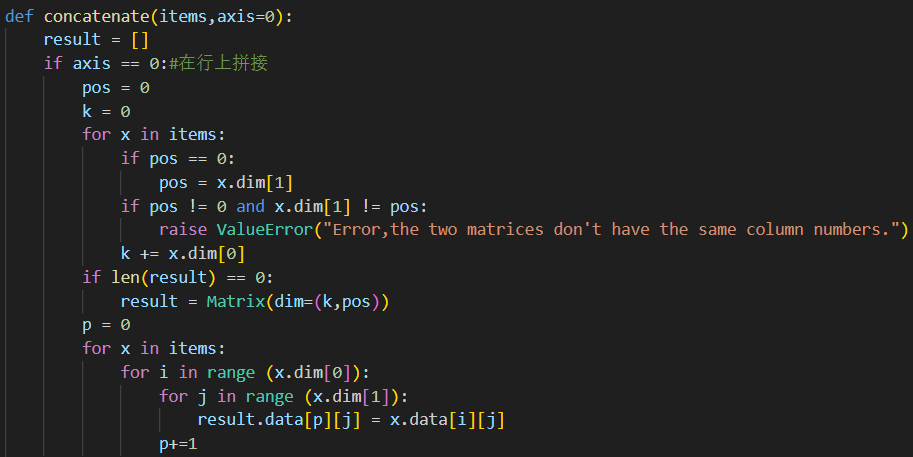 def concatenate(items,axis=0):
    result = []
    if axis == 0:#在行上拼接
        pos = 0
        k = 0
        for x in items:
            if pos == 0:
                pos = x.dim[1]
            if pos != 0 and x.dim[1] != pos:
                raise ValueError("Error,the two matrices don't have the same column numbers.")
            k += x.dim[0]
        if len(result) == 0:
            result = Matrix(dim=(k,pos))
        p = 0
        for x in items:
            for i in range (x.dim[0]):
                for j in range (x.dim[1]):
                    result.data[p][j] = x.data[i][j]
                p+=1